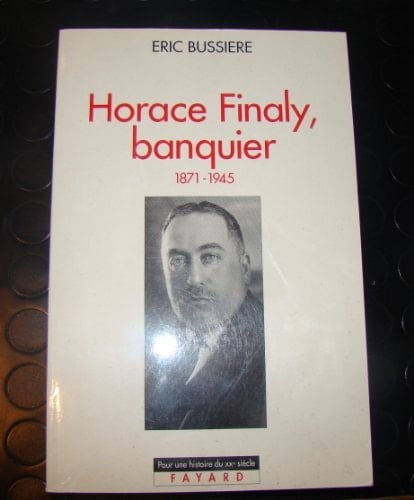 ERIC BUSSIERE
Horace Finaly,
banquier
1871-1945
Pour une histoire du XXe siècle
FAYARD